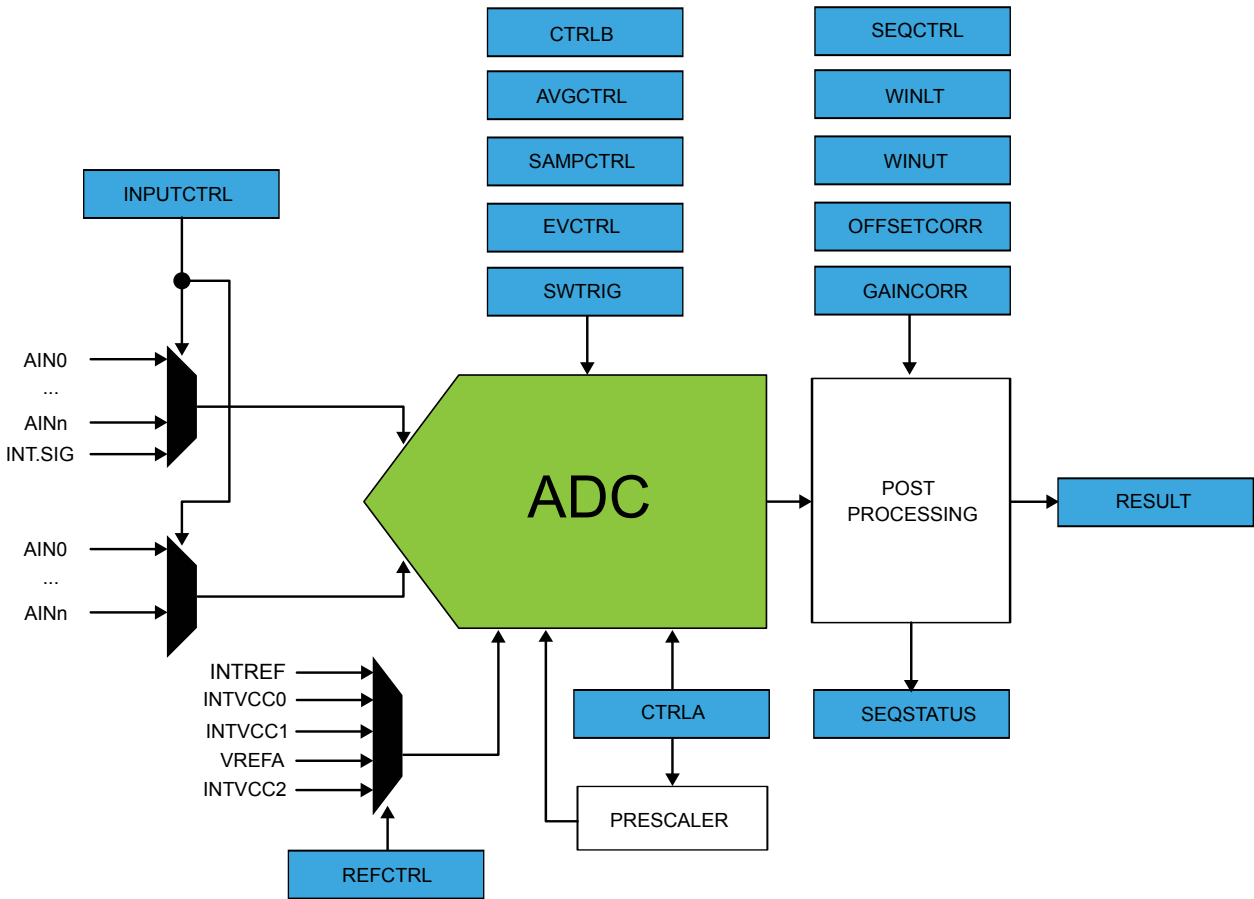 CTRLB
AVGCTRL
SAMPCTRL
EVCTRL
SWTRIG
SEQCTRL
WINLT
WINUT
OFFSETCORR
GAINCORR
INPUTCTRL
AIN0
...
AINn
INT.SIG
AIN0
...
AINn
ADC
POST
PROCESSING
RESULT
INTREF
INTVCC0
INTVCC1
VREFA
INTVCC2
REFCTRL
CTRLA
PRESCALER
SEQSTATUS